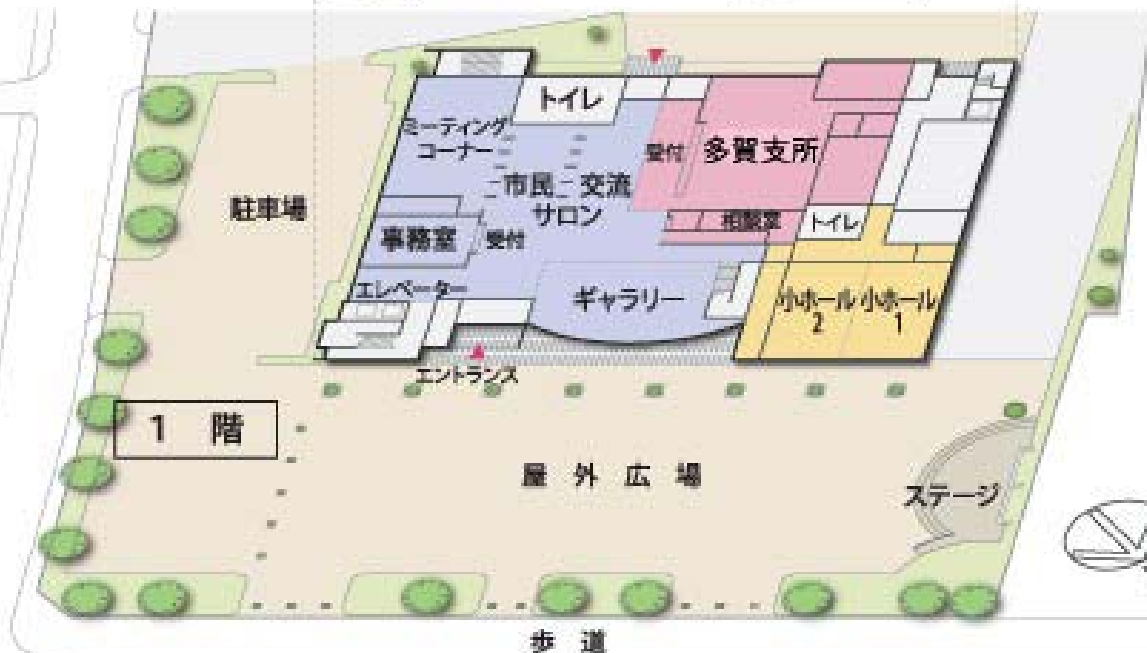 トイレ
ミーティング
コーナー
受付
多賀支所
市民 交流
サロン
駐車場
相談室
トイレ
事務室
受付
エレベーター
ギャラリー
小ホール
2
小ホール
1
エントランス
1 階
屋 外 広 場
ステージ
歩 道